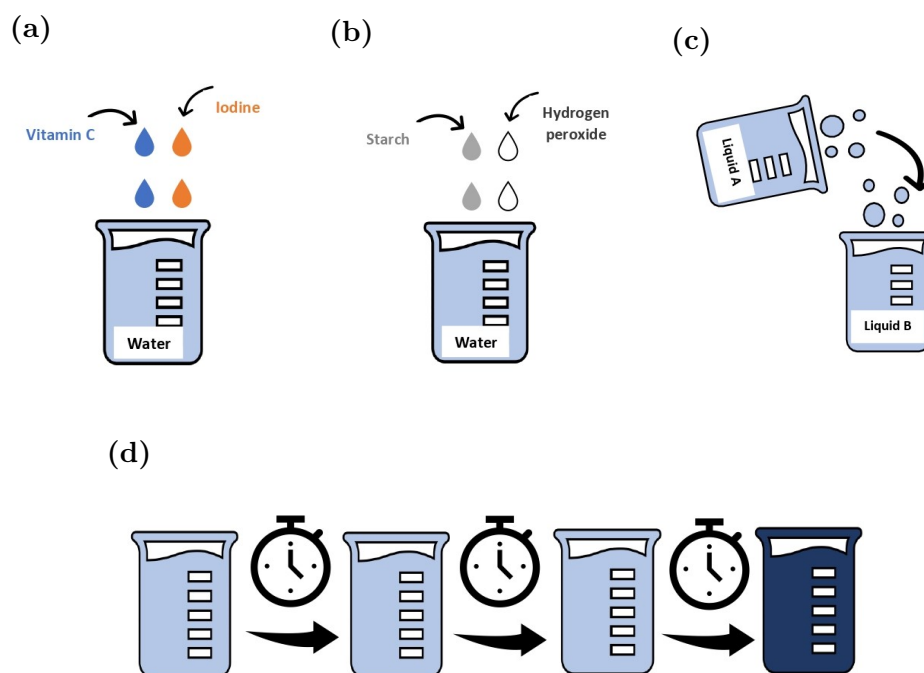 (a)
Vitamin C
Iodine
Water
(b)
Starch
Hydrogen
peroxide
Water
(c)
Liquid A
Liquid B
(d)